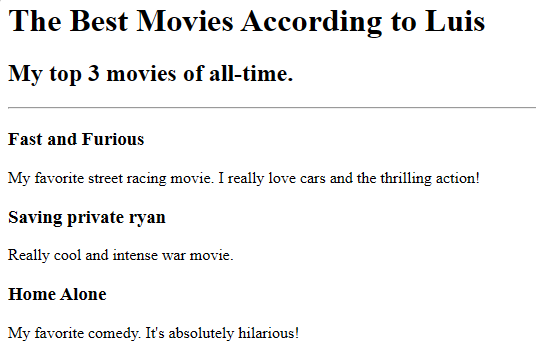 The Best Movies According to Luis
My top 3 movies of all-time.
Fast and Furious
My favorite street racing movie. I really love cars and the thrilling action!
Saving private ryan
Really cool and intense war movie.
Home Alone
My favorite comedy. It's absolutely hilarious!